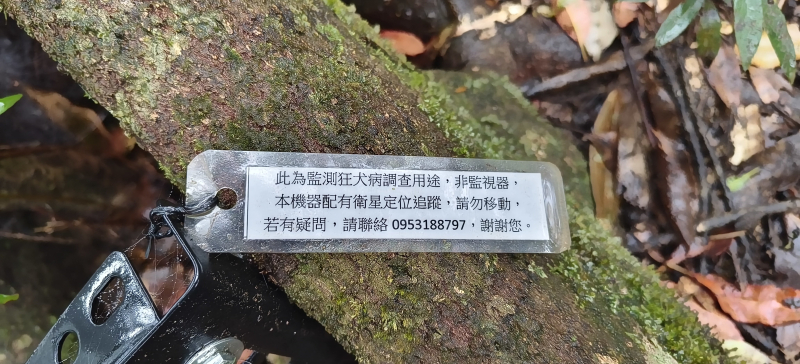 此為監測狂犬病調查用途，非監視器，
本機器配有衛星定位追蹤，請勿移動，
若有疑問，請聯絡 0953188797，謝謝您。